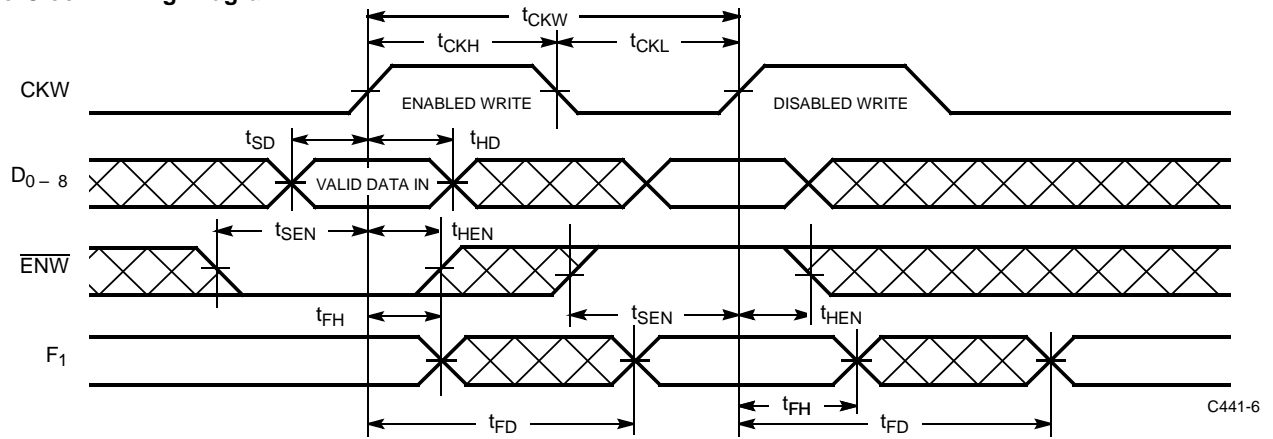 tCKW
tCKH
tCKL
CKW
ENABLED WRITE
DISABLED WRITE
tSD
tHD
D0 – 8
VALID DATA IN
tSEN
tHEN
ENW
tFH
tSEN
tHEN
F1
tFH
tFD
tFD
C441-6